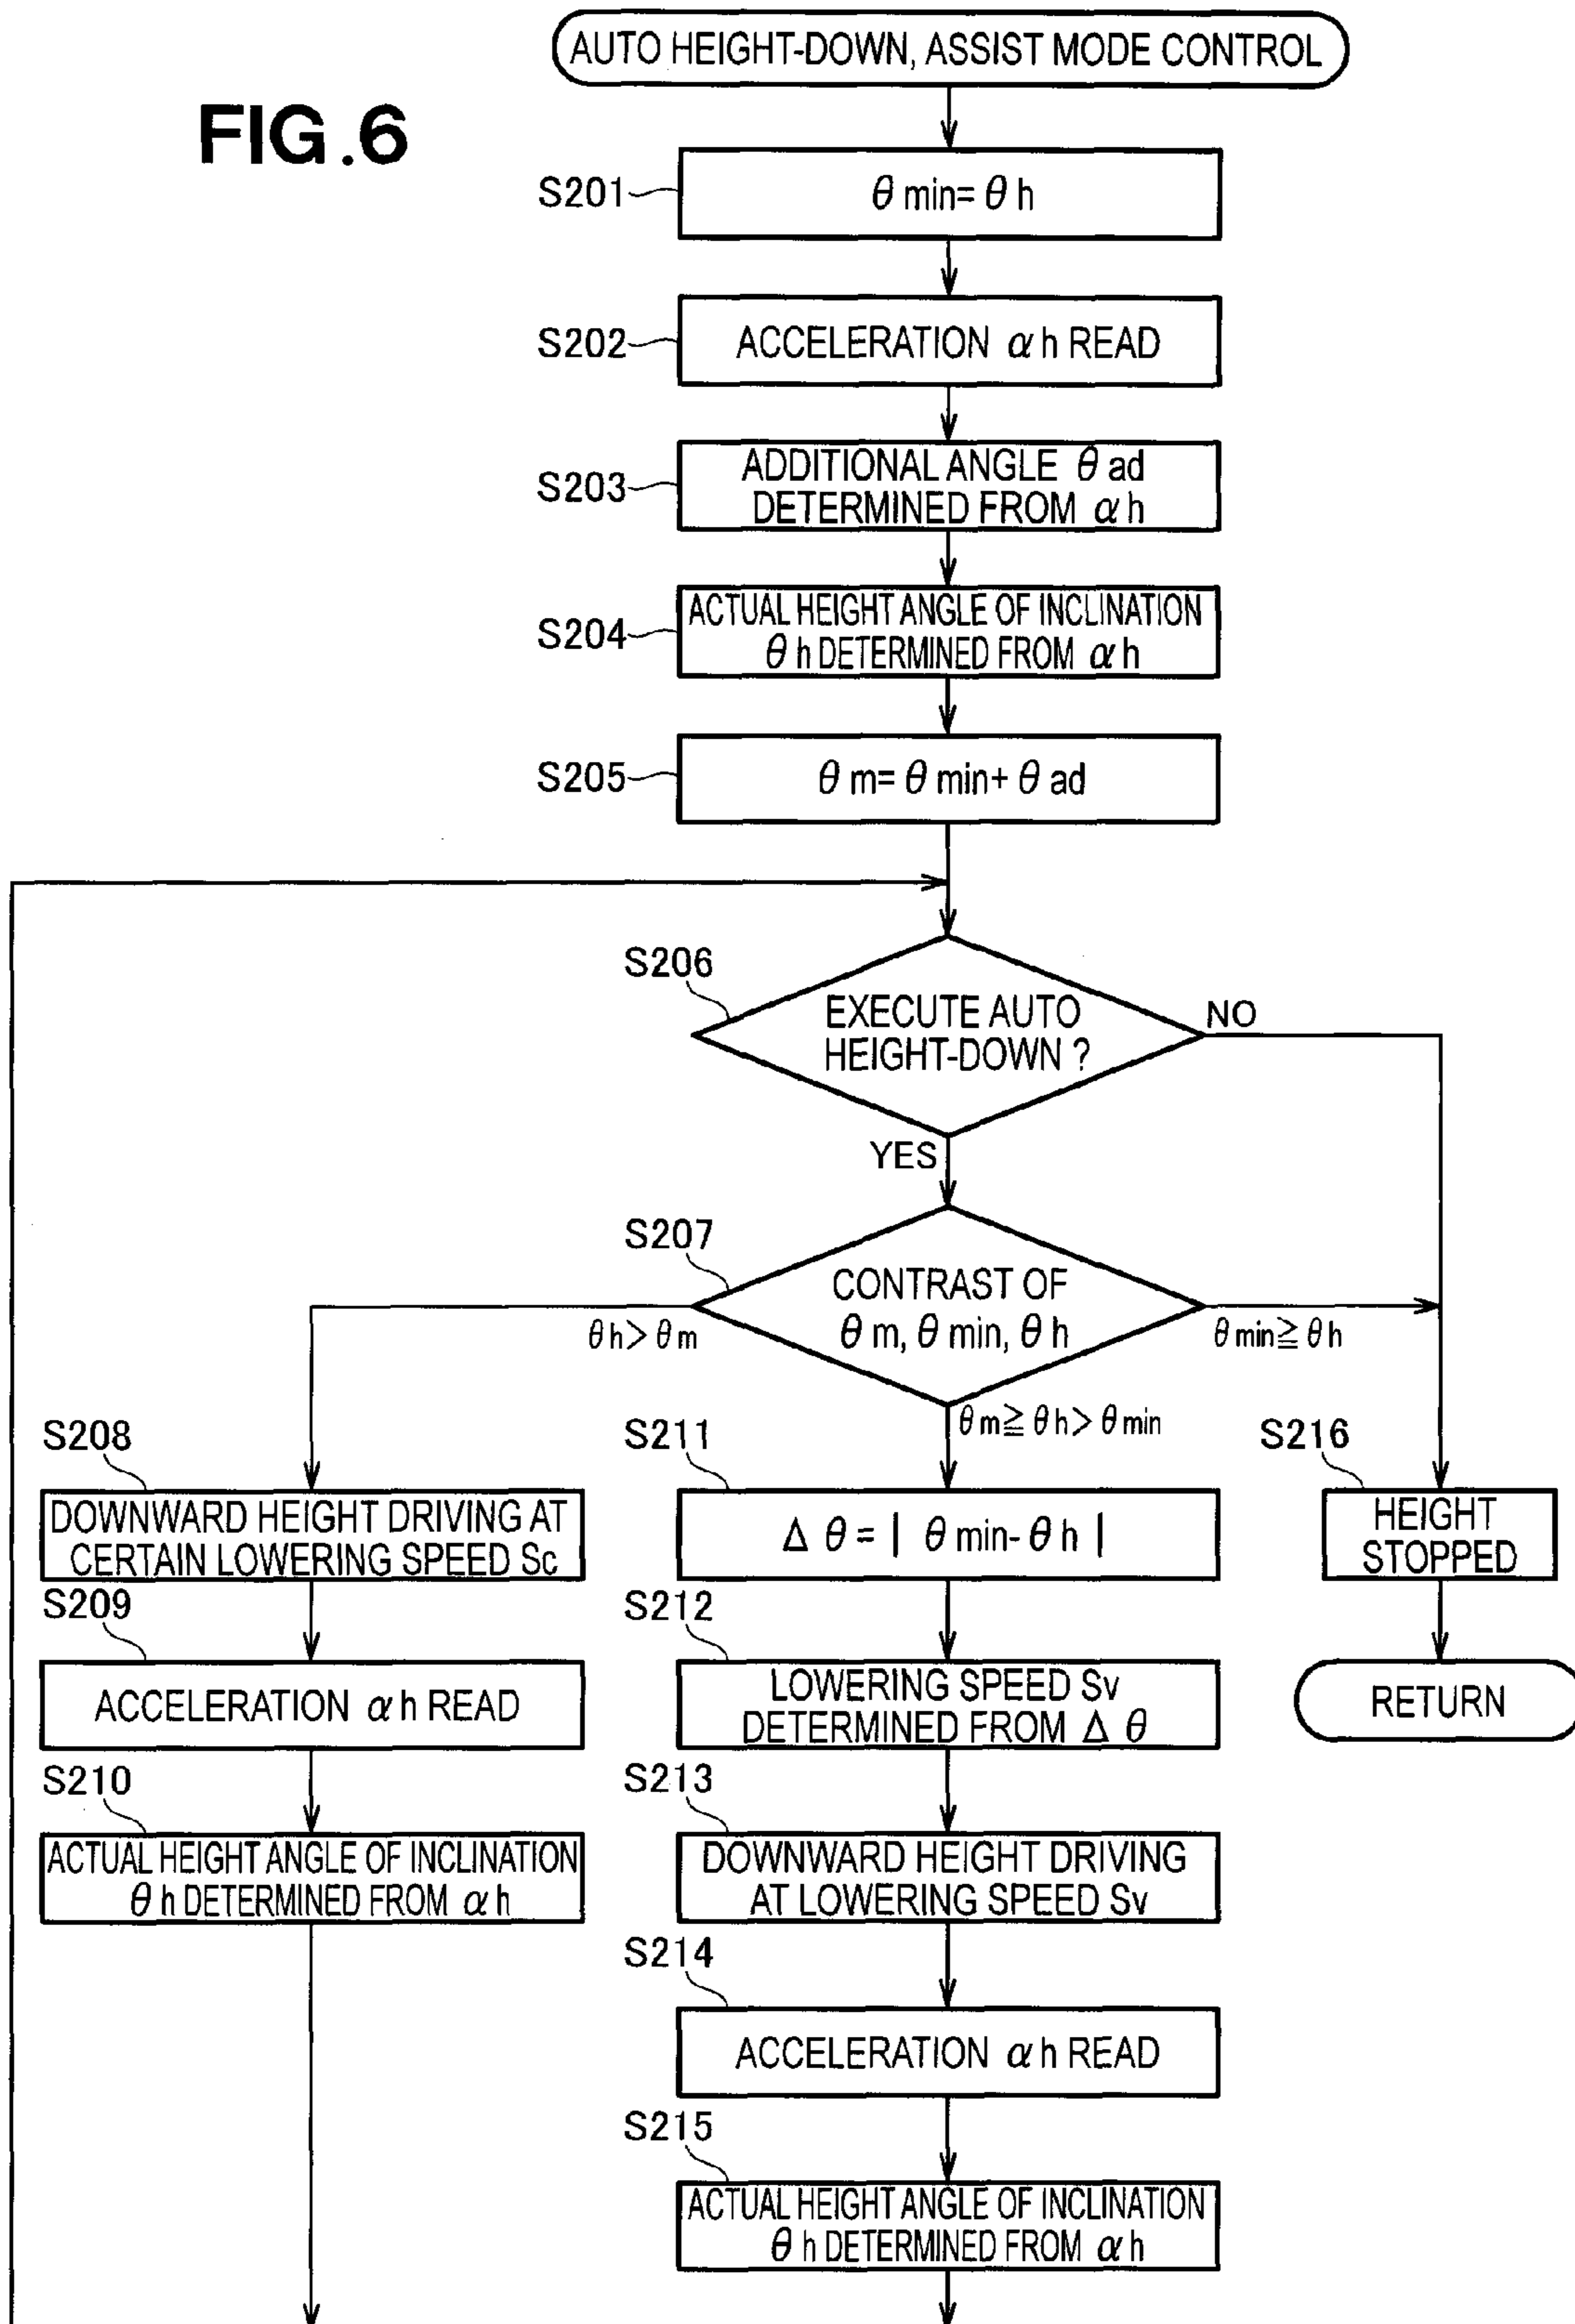 AUTO HEIGHT-DOWN, ASSIST MODE CONTROL
FIG.6
S201
θ min= θ h
S202
ACCELERATION α h READ
S203
ADDITIONAL ANGLE θ ad
DETERMINED FROM α h
S204
ACTUAL HEIGHT ANGLE OF INCLINATION
θ h DETERMINED FROM α h
S205
θ m= θ min+ θ ad
S206
EXECUTE AUTO
HEIGHT-DOWN ?
NO
YES
S207
CONTRAST OF
θ m, θ min, θ h
θ h> θ m
θ min≧ θ h
θ m≧ θ h> θ min
S208
DOWNWARD HEIGHT DRIVING AT
CERTAIN LOWERING SPEED Sc
S209
ACCELERATION α h READ
S210
ACTUAL HEIGHT ANGLE OF INCLINATION
θ h DETERMINED FROM α h
S211
Δ θ = | θ min- θ h |
S212
LOWERING SPEED Sv
DETERMINED FROM Δ θ
S213
DOWNWARD HEIGHT DRIVING
AT LOWERING SPEED Sv
S214
ACCELERATION α h READ
S215
ACTUAL HEIGHT ANGLE OF INCLINATION
θ h DETERMINED FROM α h
S216
HEIGHT
STOPPED
RETURN